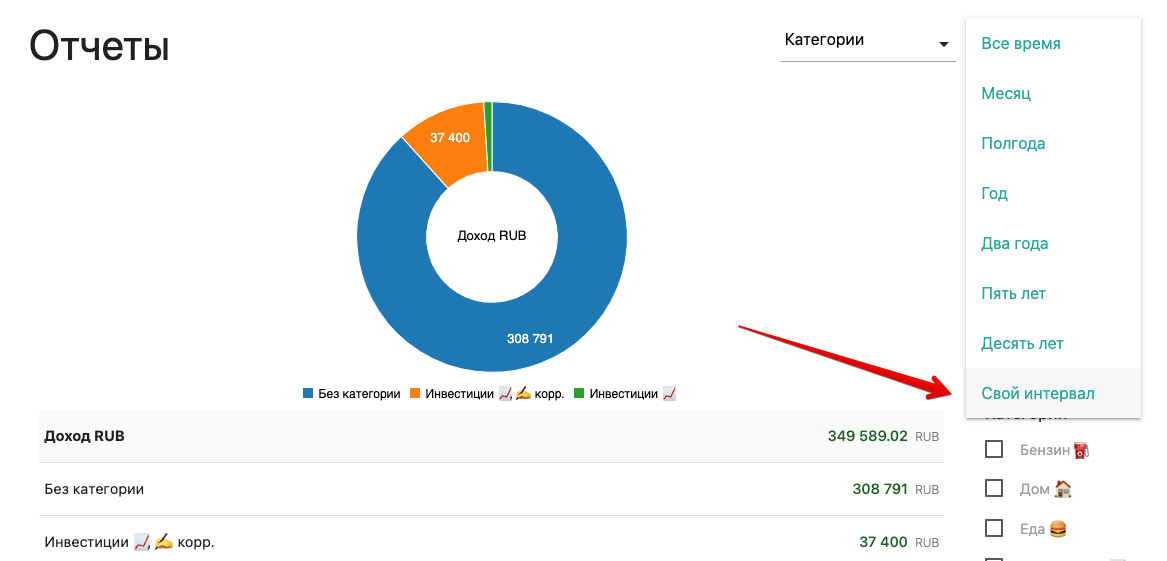 Отчеты
Категории
Все время
Месяц
Полгода
Год
Два года
Пять лет
Десять лет
Свой интервал
37 400
Доход RUB
308 791
Без категории Инвестиции 📈✍️ корр. Инвестиции 📈
Доход RUB 349 589.02 RUB
Без категории 308 791 RUB
Инвестиции 📈✍️ корр. 37 400 RUB
Категории
Бензин ⛽
Дом 🏠
Еда 🍔